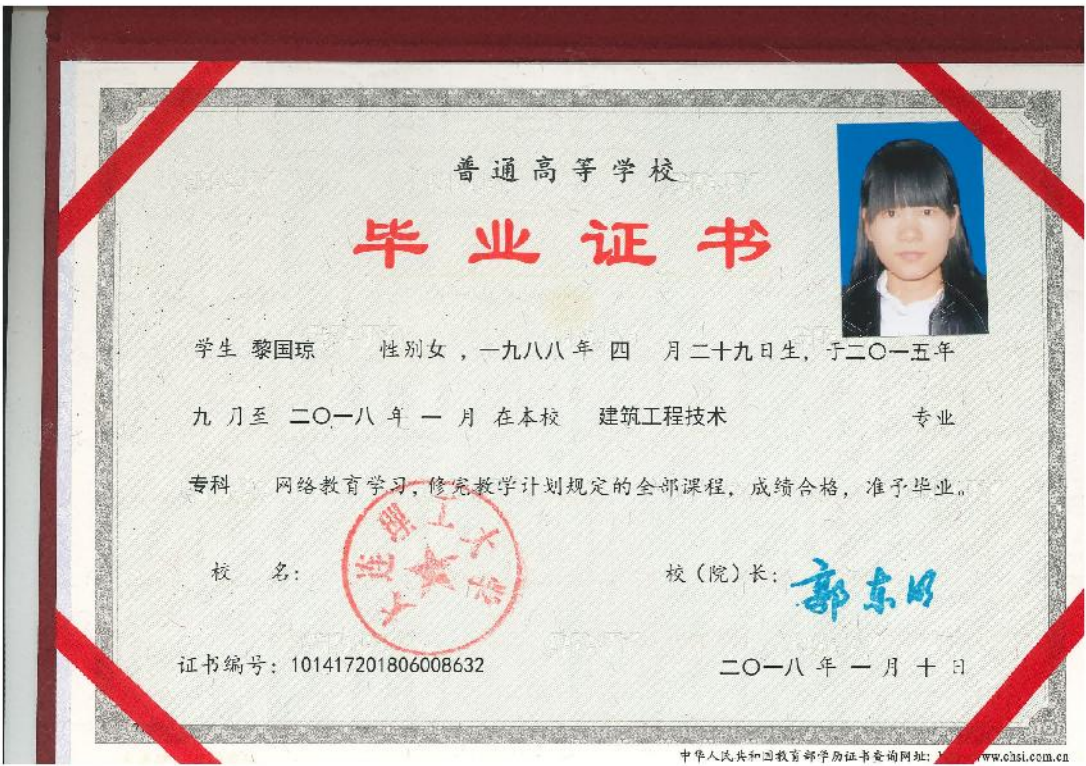 普通高等学校
毕业证书
学生 黎国琼 性别女，一九八八年 四 月二十九日生，于二〇一五年
九 月至 二〇一八 年 一 月 在本校 建筑工程技术 专业
专科 网络教育学习，修完教学计划规定的全部课程，成绩合格，准予毕业。
大连理工大学
校 名： 校（院）长：郭东明
证书编号：101417201806008632 二〇一八 年 一 月 十 日
中华人民共和国教育部学历证书查询网址： www.chsi.com.cn